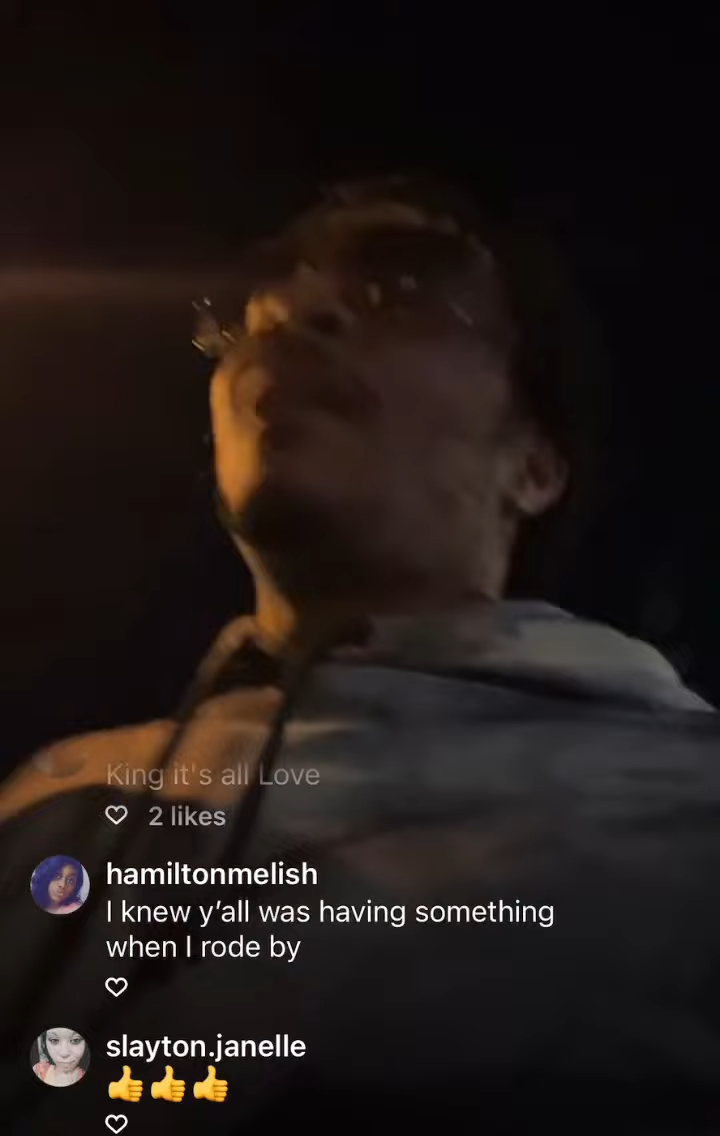 King it's all Love
2 likes
hamiltonmelish
I knew y’all was having something
when I rode by
slayton.janelle
👍👍👍